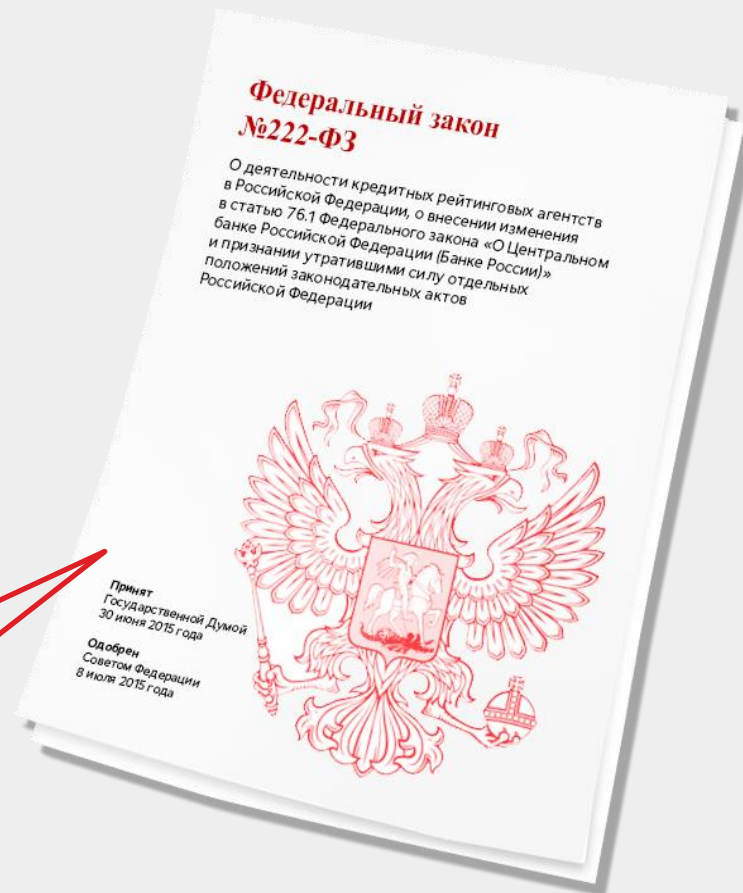 Федеральный закон
№222-ФЗ
О деятельности кредитных рейтинговых агентств
в Российской Федерации, о внесении изменения
в статью 76.1 Федерального закона «О Центральном
банке Российской Федерации (Банке России)»
и признании утратившими силу отдельных
положений законодательных актов
Российской Федерации
Принят
Государственной Думой
30 июня 2015 года
Одобрен
Советом Федерации
8 июля 2015 года